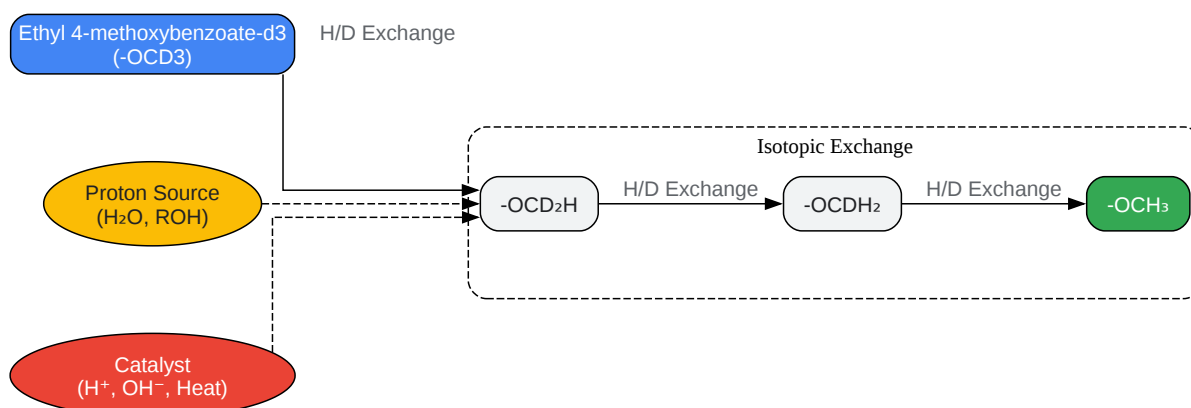 Ethyl 4-methoxybenzoate-d3
(-OCD3)
H/D Exchange
Isotopic Exchange
Proton Source
(H₂O, ROH)
-OCD₂H
H/D Exchange
-OCDH₂
H/D Exchange
-OCH₃
Catalyst
(H⁺, OH⁻, Heat)